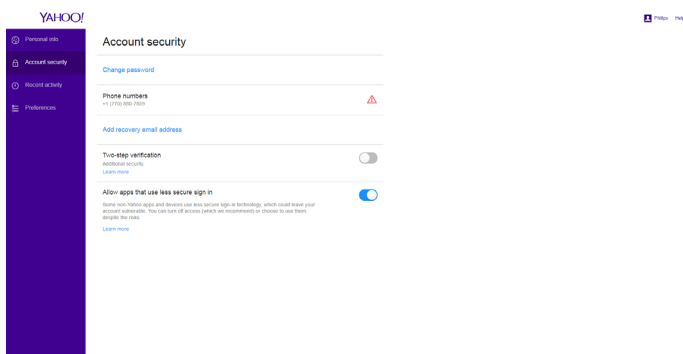 YAHOO!
Philips Help
Personal info
Account security
Recent activity
Preferences
Account security
Change password
Phone numbers
Add recovery email address
Two-step verification
Additional security
Learn more
Allow apps that use less secure sign in
Some non-Yahoo apps and devices use less secure sign-in technology, which could leave your
account vulnerable. You can turn off access (which we recommend) or choose to use them
despite the risks.
Learn more